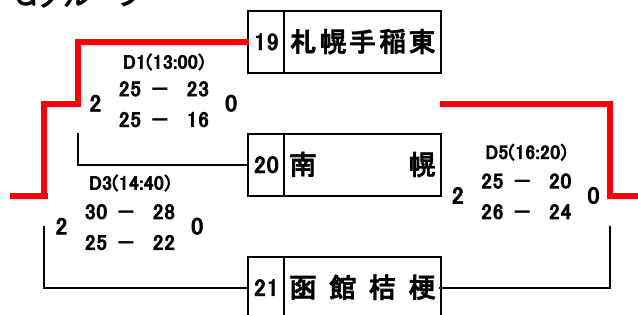 Gグループ
19 札幌手稲東
D1(13:00)
2 25 － 23 0
25 － 16
20 南 幌
D5(16:20)
2 25 － 20 0
26 － 24
D3(14:40)
2 30 － 28 0
25 － 22
21 函館桔梗